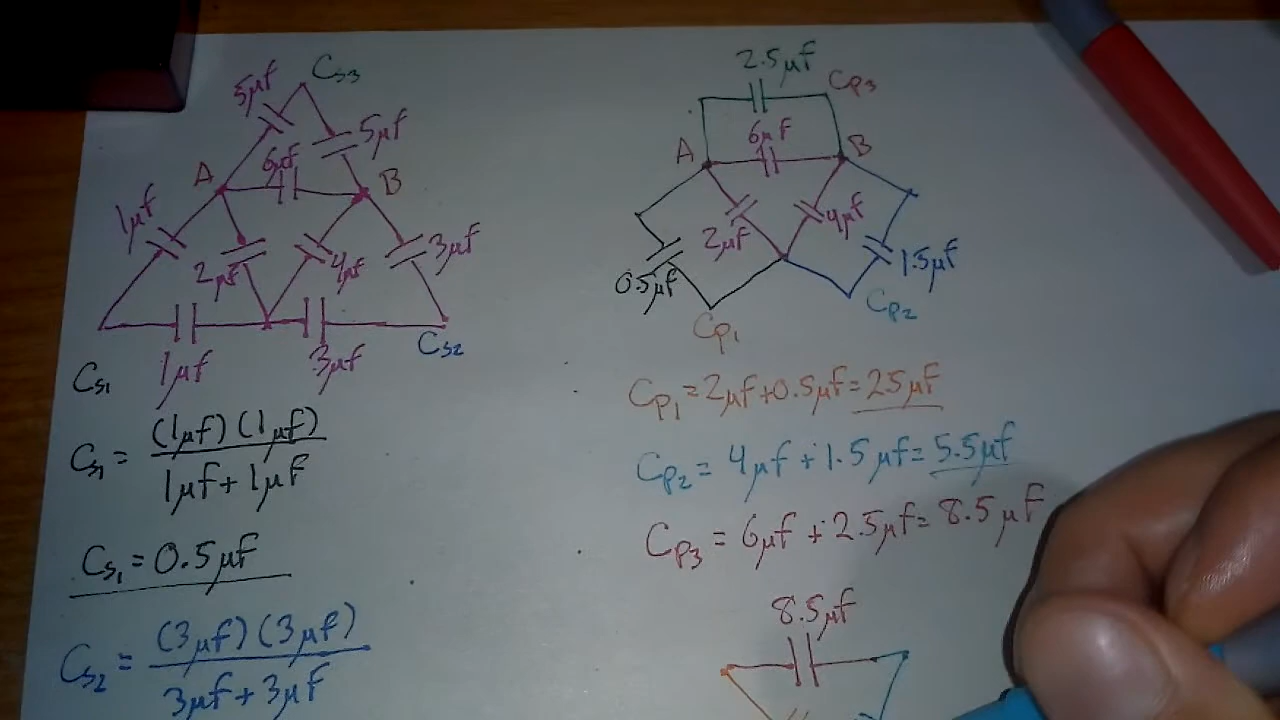 5μf Cs3
5μf
6μf
A B
1μf
2μf 4μf 3μf
1μf 3μf Cs2
Cs1
Cs1 = (1μf)(1μf)
1μf + 1μf
Cs1 = 0.5μf
Cs2 = (3μf)(3μf)
3μf + 3μf
2.5μf
Cp3
6μf
A B
2μf 4μf
0.5μf 1.5μf
Cp1 Cp2
Cp1 = 2μf + 0.5μf = 2.5μf
Cp2 = 4μf + 1.5μf = 5.5μf
Cp3 = 6μf + 2.5μf = 8.5μf
8.5μf